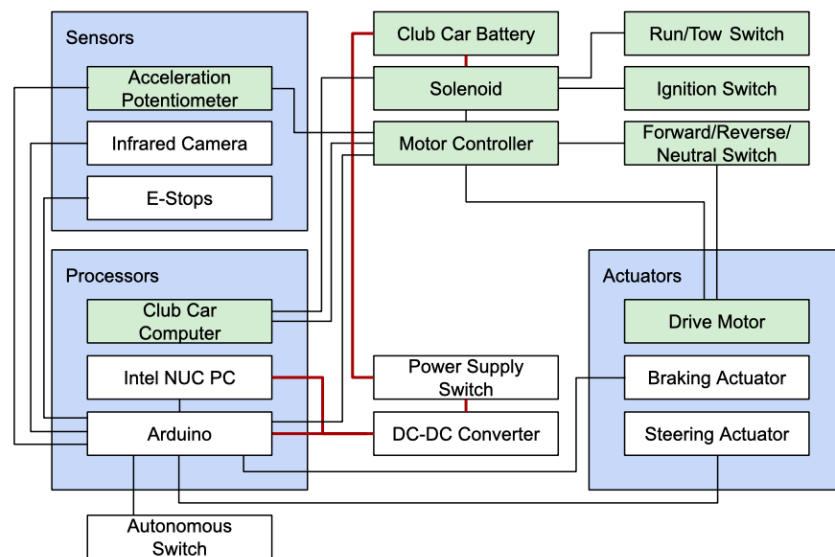 Sensors
Acceleration
Potentiometer
Infrared Camera
E-Stops
Club Car Battery
Solenoid
Motor Controller
Run/Tow Switch
Ignition Switch
Forward/Reverse/
Neutral Switch
Processors
Club Car
Computer
Intel NUC PC
Arduino
Autonomous
Switch
Power Supply
Switch
DC-DC Converter
Actuators
Drive Motor
Braking Actuator
Steering Actuator